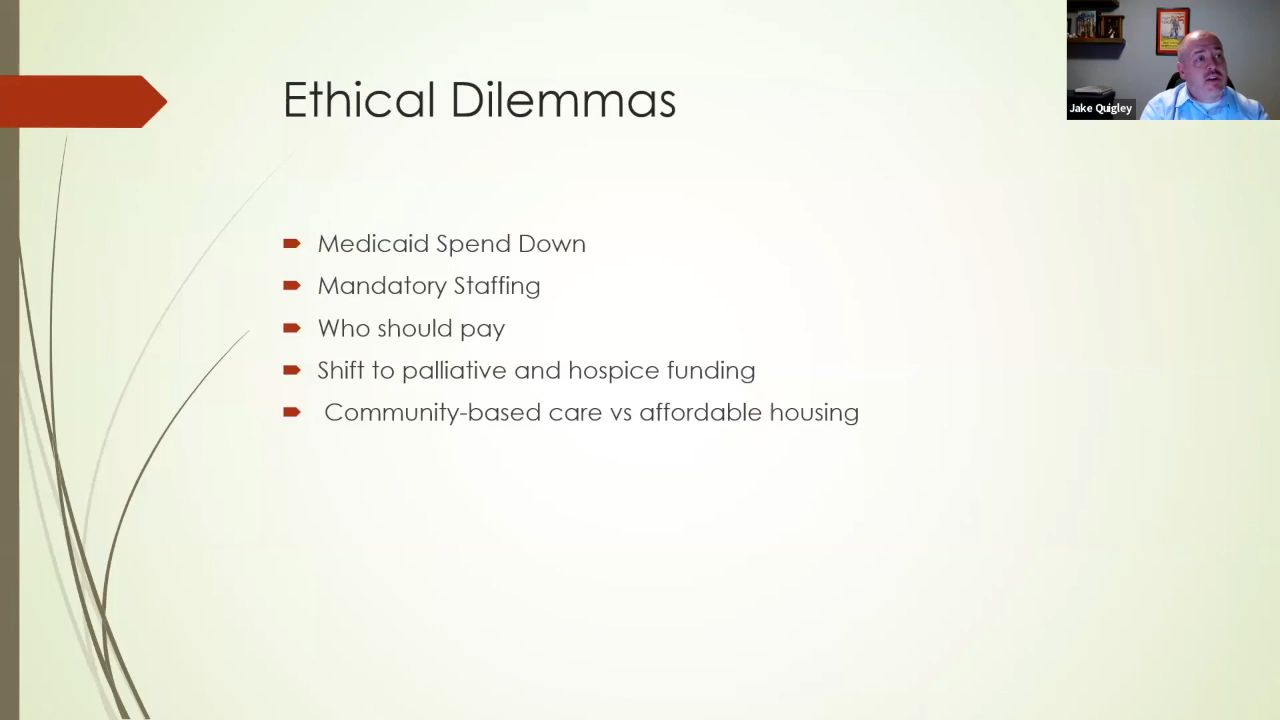 Ethical Dilemmas
Jake Quigley
Medicaid Spend Down
Mandatory Staffing
Who should pay
Shift to palliative and hospice funding
Community-based care vs affordable housing